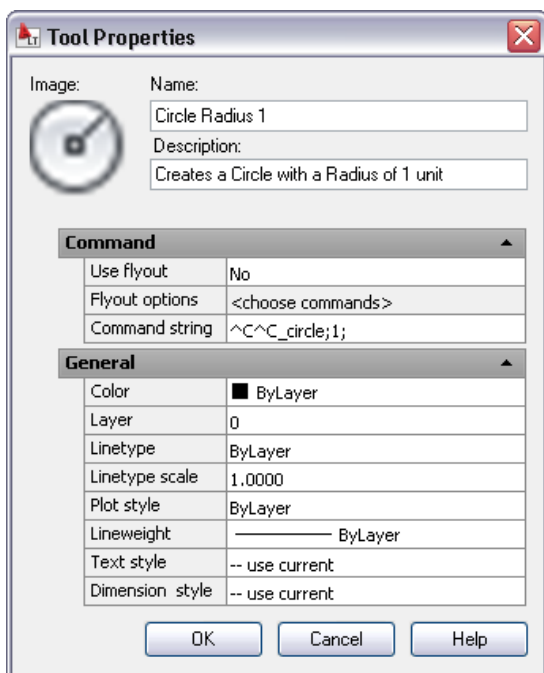 LT Tool Properties
Image:
Name:
Circle Radius 1
Description:
Creates a Circle with a Radius of 1 unit
Command
Use flyout No
Flyout options <choose commands>
Command string ^C^C_circle;1;
General
Color ByLayer
Layer 0
Linetype ByLayer
Linetype scale 1.0000
Plot style ByLayer
Lineweight ByLayer
Text style -- use current
Dimension style -- use current
OK Cancel Help